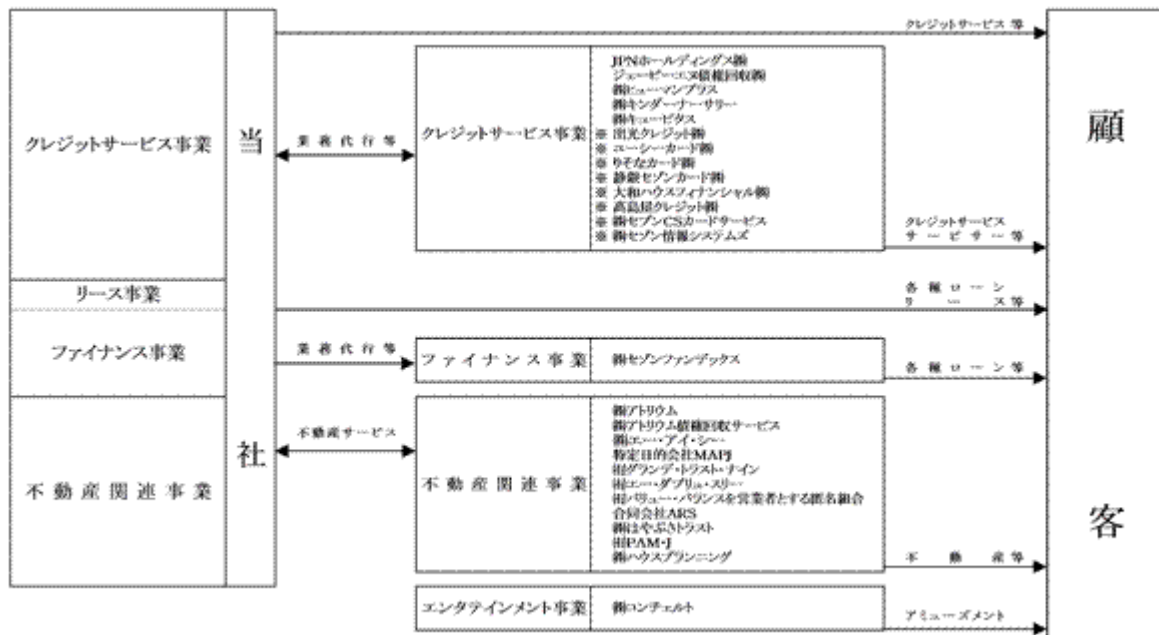 クレジットサービス事業
リース事業
ファイナンス事業
不動産関連事業
当社
業務代行等
業務代行等
不動産サービス
クレジットサービス事業
JPNホールディングス㈱
ジェーピーエヌ債権回収㈱
㈱ヒューマンプラス
㈱キンダーナーサリー
㈱キュービタス
※ 出光クレジット㈱
※ ユーシーカード㈱
※ りそなカード㈱
※ 静銀セゾンカード㈱
※ 大和ハウスフィナンシャル㈱
※ 高島屋クレジット㈱
※ ㈱セブンCSカードサービス
※ ㈱セゾン情報システムズ
ファイナンス事業
㈱セゾンファンデックス
不動産関連事業
㈱アトリウム
㈱アトリウム債権回収サービス
㈱エー・アイ・シー
特定目的会社MAPJ
㈲グランデ・トラスト・ナイン
㈲エー・ダブリュ・スリー
㈲バリュー・バランスを営業者とする匿名組合
合同会社ARS
㈱はやぶさトラスト
㈲PAM-J
㈱ハウスプランニング
エンタテインメント事業
㈱コンチェルト
クレジットサービス等
クレジットサービス
サービサー等
各種ローン
リース等
各種ローン等
不動産等
アミューズメント
顧客